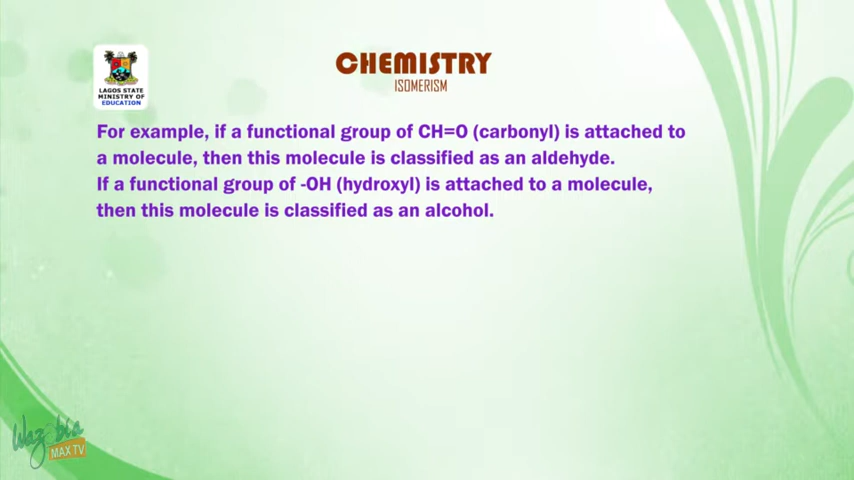 LAGOS STATE
MINISTRY OF
EDUCATION
CHEMISTRY
ISOMERISM
For example, if a functional group of CH=O (carbonyl) is attached to
a molecule, then this molecule is classified as an aldehyde.
If a functional group of -OH (hydroxyl) is attached to a molecule,
then this molecule is classified as an alcohol.
Wazobia
MAX TV